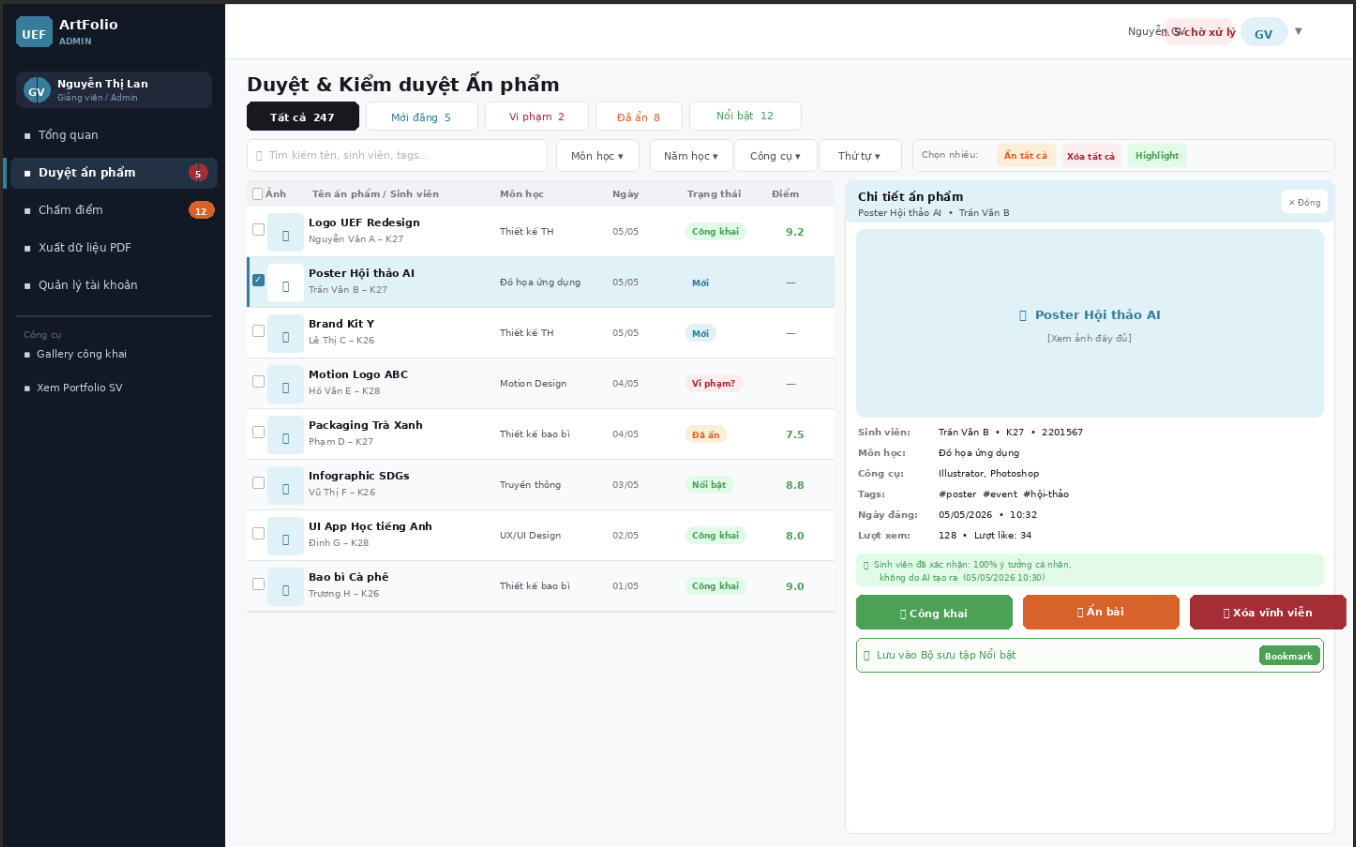 UEF
ArtFolio
ADMIN
GV
Nguyễn Thị Lan
Giảng viên / Admin
Tổng quan
Duyệt ấn phẩm
5
Chấm điểm
12
Xuất dữ liệu PDF
Quản lý tài khoản
Công cụ
Gallery công khai
Xem Portfolio SV
Nguyễn GV
5 chờ xử lý
GV
▼
Duyệt & Kiểm duyệt Ấn phẩm
Tất cả 247
Mới đăng 5
Vi phạm 2
Đã ẩn 8
Nổi bật 12
Tìm kiếm tên, sinh viên, tags...
Môn học ▾
Năm học ▾
Công cụ ▾
Thứ tự ▾
Chọn nhiều:
Ẩn tất cả
Xóa tất cả
Highlight
Ảnh
Tên ấn phẩm / Sinh viên
Môn học
Ngày
Trạng thái
Điểm
Logo UEF Redesign
Nguyễn Văn A – K27
Thiết kế TH
05/05
Công khai
9.2
Poster Hội thảo AI
Trần Văn B – K27
Đồ họa ứng dụng
05/05
Mới
—
Brand Kit Y
Lê Thị C – K26
Thiết kế TH
05/05
Mới
—
Motion Logo ABC
Hồ Văn E – K28
Motion Design
04/05
Vi phạm?
—
Packaging Trà Xanh
Phạm D – K27
Thiết kế bao bì
04/05
Đã ẩn
7.5
Infographic SDGs
Vũ Thị F – K26
Truyền thông
03/05
Nổi bật
8.8
UI App Học tiếng Anh
Đinh G – K28
UX/UI Design
02/05
Công khai
8.0
Bao bì Cà phê
Trương H – K26
Thiết kế bao bì
01/05
Công khai
9.0
Chi tiết ấn phẩm
Poster Hội thảo AI • Trần Văn B
× Đóng
Poster Hội thảo AI
[Xem ảnh đầy đủ]
Sinh viên: Trần Văn B • K27 • 2201567
Môn học: Đồ họa ứng dụng
Công cụ: Illustrator, Photoshop
Tags: #poster #event #hội-thảo
Ngày đăng: 05/05/2026 • 10:32
Lượt xem: 128 • Lượt like: 34
Sinh viên đã xác nhận: 100% ý tưởng cá nhân,
không do AI tạo ra (05/05/2026 10:30)
Công khai
Ẩn bài
Xóa vĩnh viễn
Lưu vào Bộ sưu tập Nổi bật
Bookmark